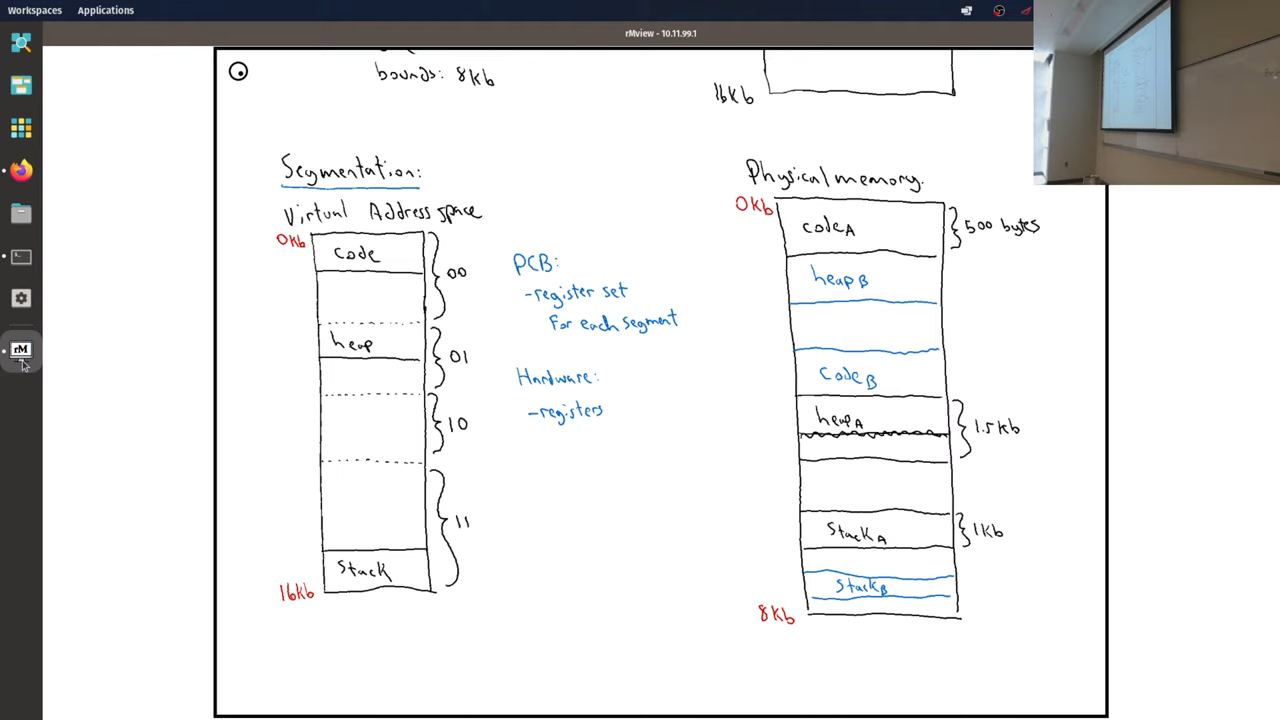 Workspaces Applications
rMview - 10.11.99.1
bounds: 8Kb
16Kb
Segmentation:
Virtual Address space
0Kb
code
00
heap
01
10
11
Stack
16Kb
PCB:
-register set
for each segment
Hardware:
-registers
Physical memory.
0Kb
codeA
500 bytes
heapB
CodeB
heapA
1.5Kb
StackA
1Kb
StackB
8Kb
rM